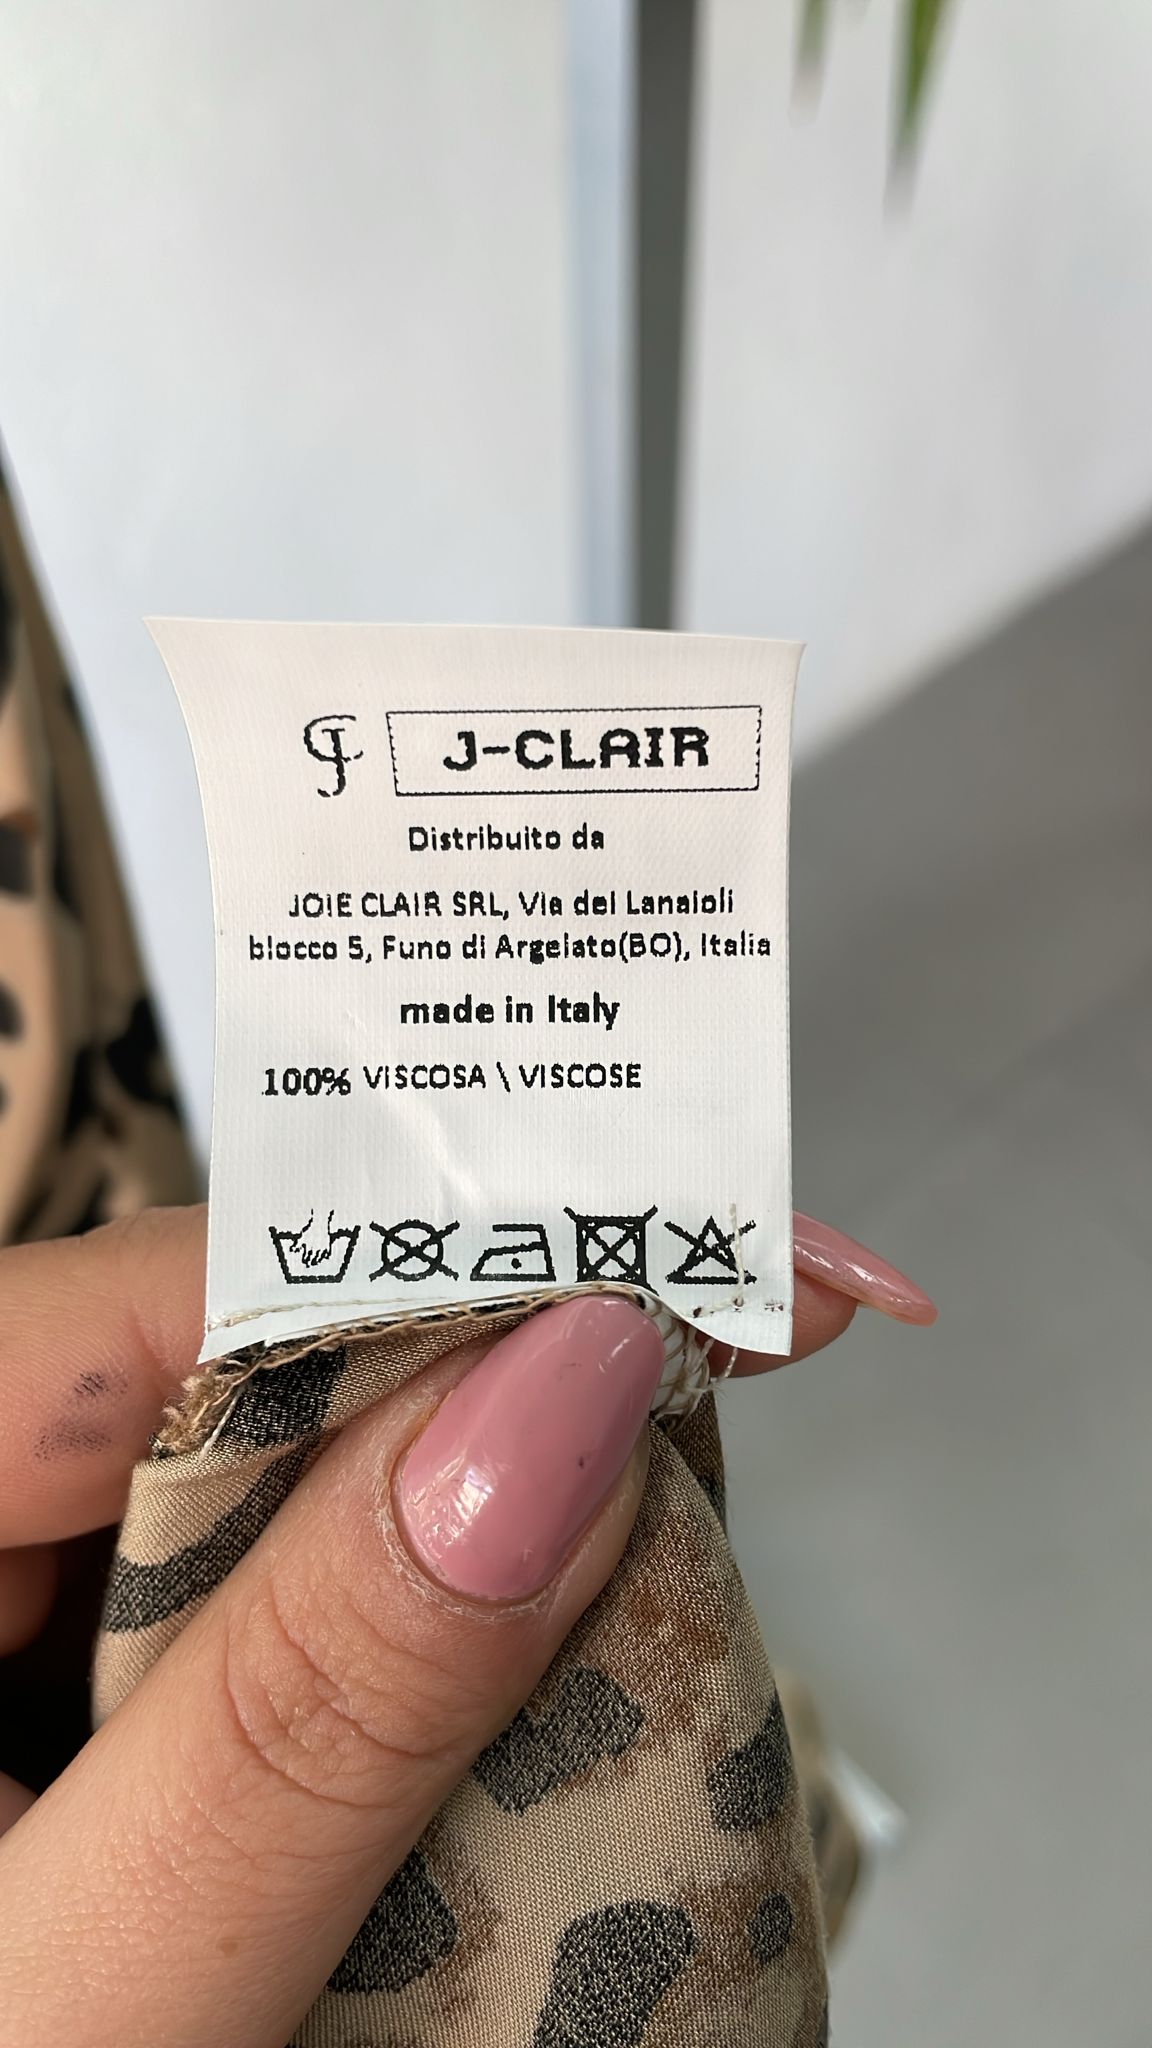 J-CLAIR
Distribuito da
JOIE CLAIR SRL, Via dei Lanaioli
blocco 5, Funo di Argelato(BO), Italia
made in Italy
100% VISCOSA \ VISCOSE